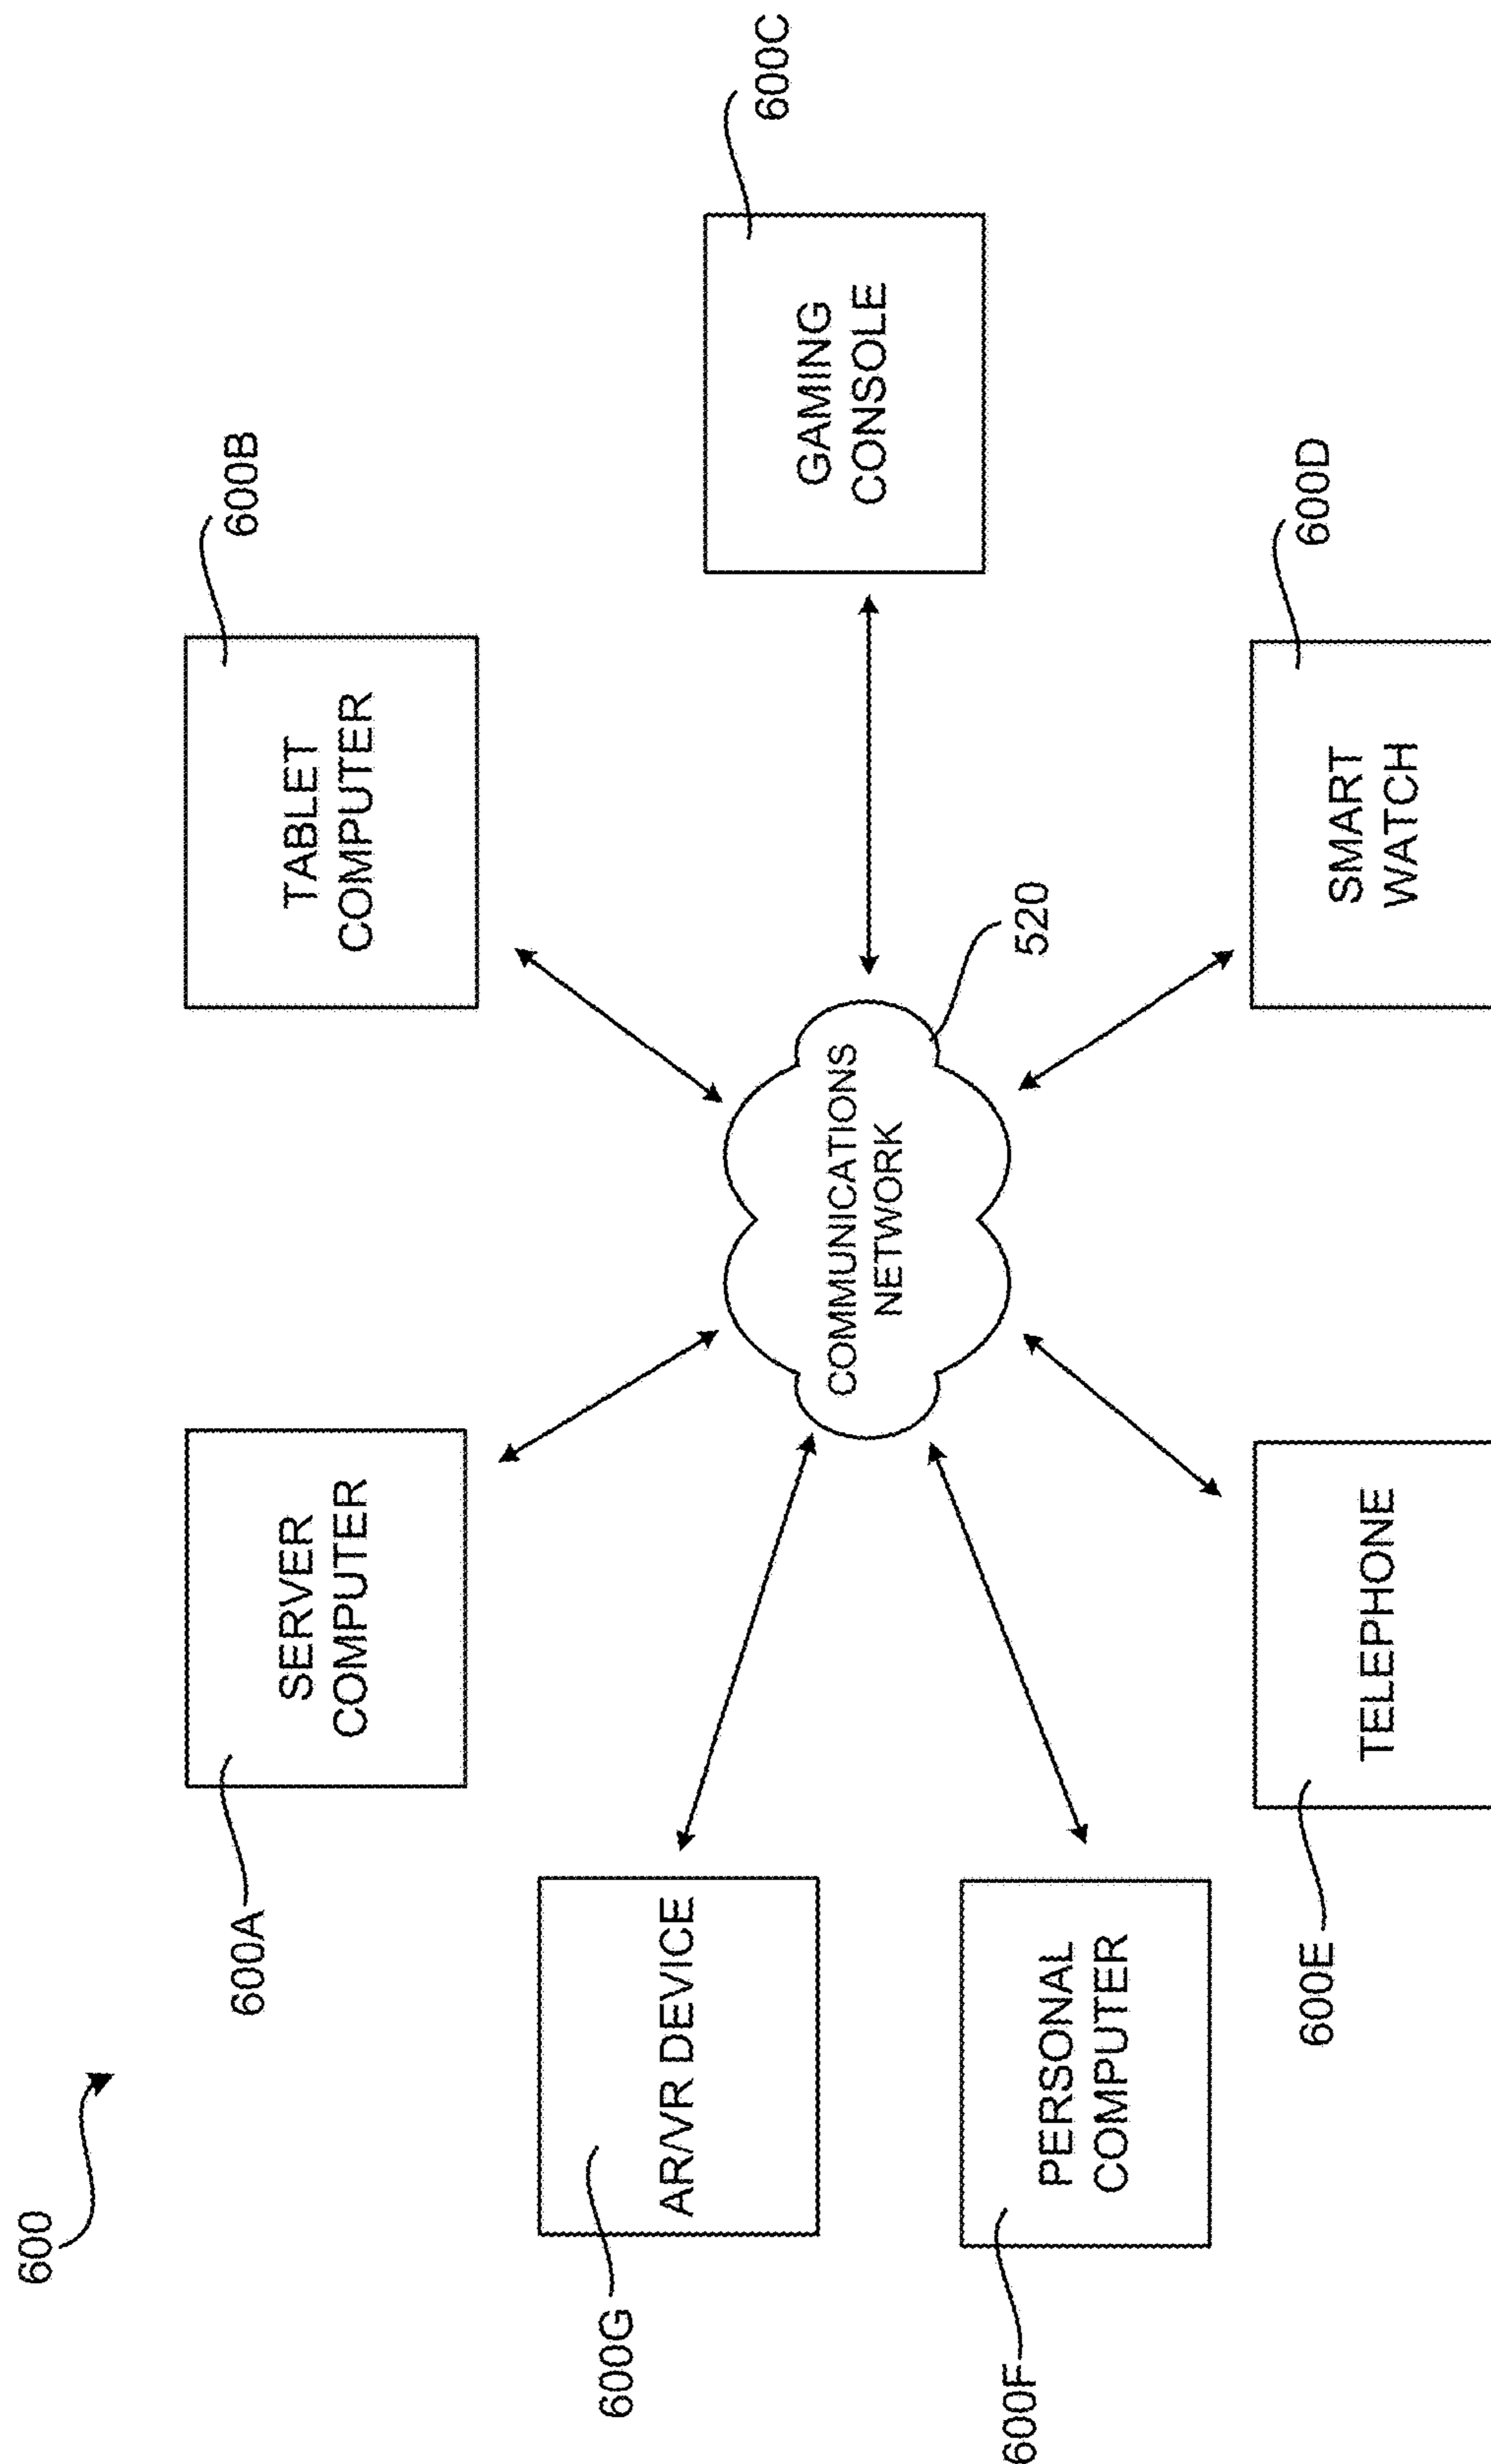 600
600A
SERVER
COMPUTER
TABLET
COMPUTER
600B
600G
AR/VR DEVICE
COMMUNICATIONS
NETWORK
520
GAMING
CONSOLE
600C
600F
PERSONAL
COMPUTER
600E
TELEPHONE
SMART
WATCH
600D